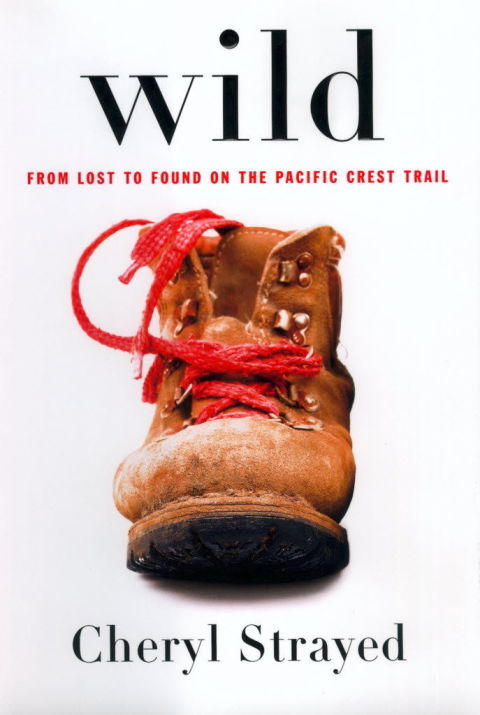 wild
FROM LOST TO FOUND ON THE PACIFIC CREST TRAIL
Cheryl Strayed